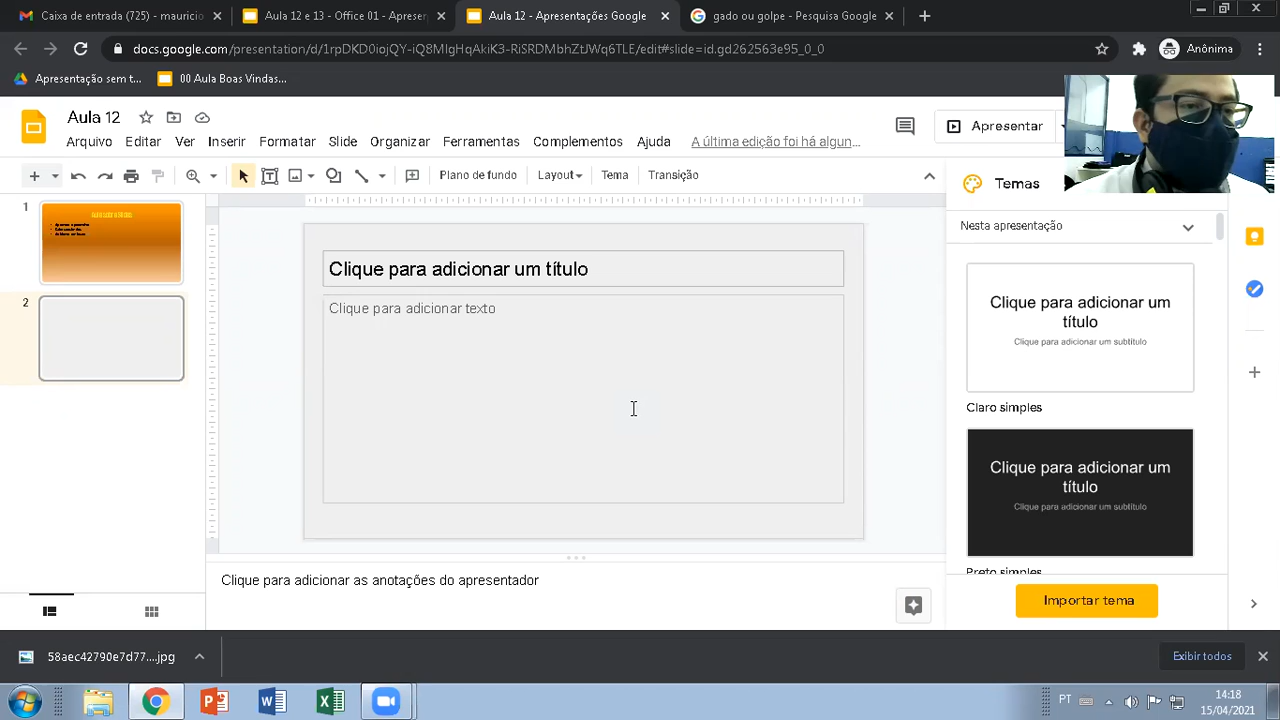 Caixa de entrada (725) - mauricio
Aula 12 e 13 - Office 01 - Apreser
Aula 12 - Apresentações Google
gado ou golpe - Pesquisa Google
docs.google.com/presentation/d/1rpDKD0iojQY-iQ8MIgHqAkiK3-RiSRDMbhZtJWq6TLE/edit#slide=id.gd262563e95_0_0
Anônima
Apresentação sem t...
00 Aula Boas Vindas...
Aula 12
Apresentar
Arquivo Editar Ver Inserir Formatar Slide Organizar Ferramentas Complementos Ajuda A última edição foi há algun...
Plano de fundo Layout Tema Transição
Temas
1
2
Clique para adicionar um título
Clique para adicionar texto
Clique para adicionar as anotações do apresentador
Nesta apresentação
Clique para adicionar um
título
Clique para adicionar um subtítulo
Claro simples
Clique para adicionar um
título
Clique para adicionar um subtítulo
Preto simples
Importar tema
58aec42790e7d77....jpg
Exibir todos
PT
14:18
15/04/2021